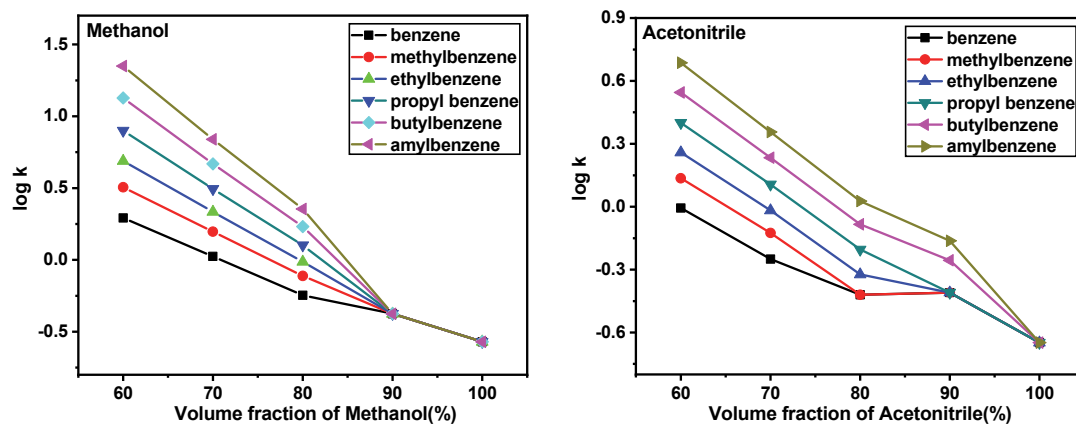 Methanol
benzene
methylbenzene
ethylbenzene
propyl benzene
butylbenzene
amylbenzene
log k
1.5
1.0
0.5
0.0
-0.5
60 70 80 90 100
Volume fraction of Methanol(%)
Acetonitrile
benzene
methylbenzene
ethylbenzene
propyl benzene
butylbenzene
amylbenzene
log k
0.9
0.6
0.3
0.0
-0.3
-0.6
60 70 80 90 100
Volume fraction of Acetonitrile(%)